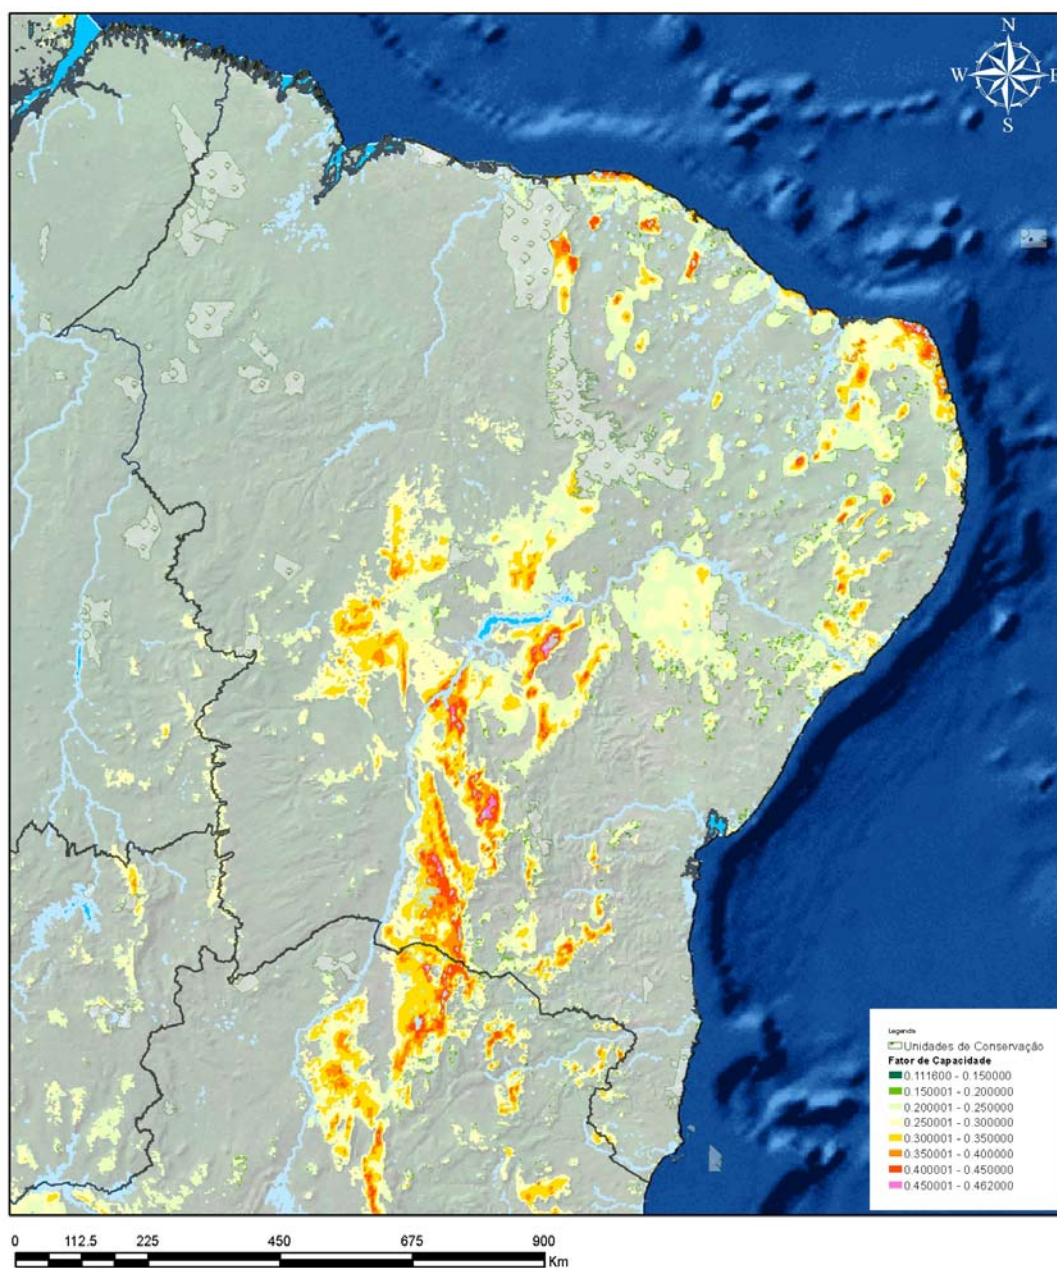 N
W E
S
Legenda
Unidades de Conservação
Fator de Capacidade
0.111600 - 0.150000
0.150001 - 0.200000
0.200001 - 0.250000
0.250001 - 0.300000
0.300001 - 0.350000
0.350001 - 0.400000
0.400001 - 0.450000
0.450001 - 0.462000
0 112.5 225 450 675 900
Km